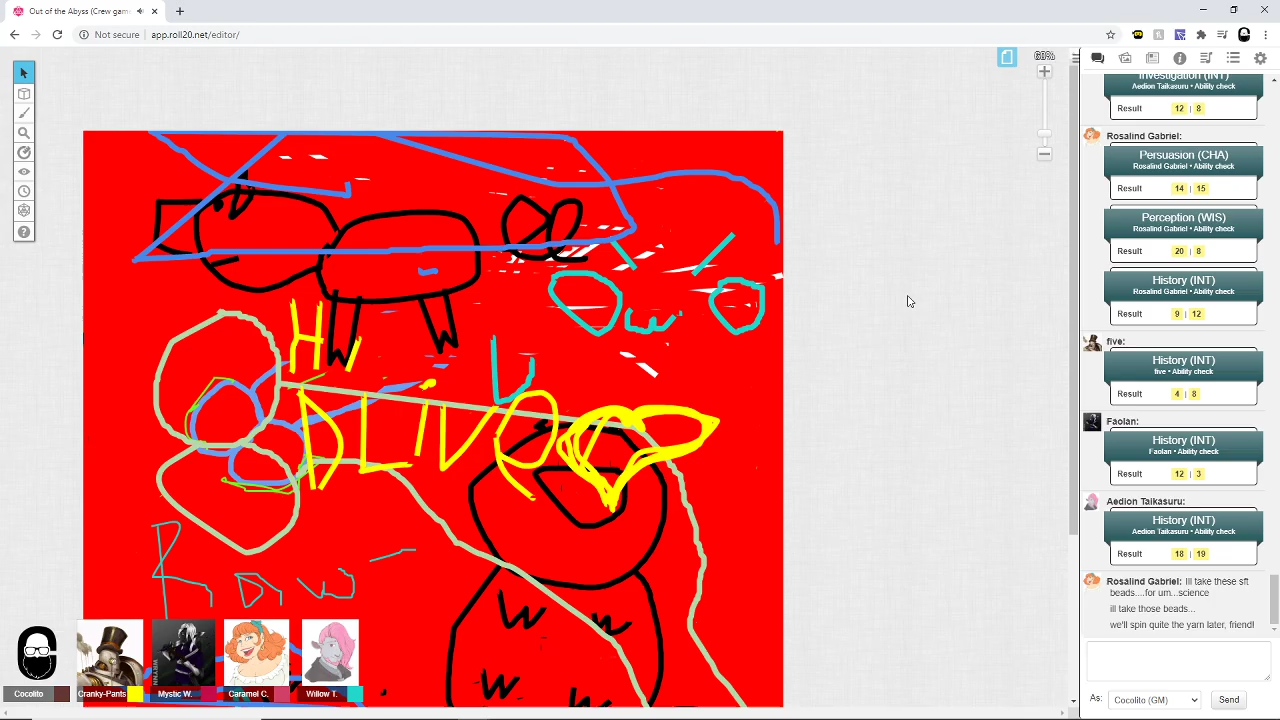 Out of the Abyss (Crew gam
Not secure | app.roll20.net/editor/
60%
Investigation (INT)
Aedion Taikasuru • Ability check
Result 12 | 8
Rosalind Gabriel:
Persuasion (CHA)
Rosalind Gabriel • Ability check
Result 14 | 15
Perception (WIS)
Rosalind Gabriel • Ability check
Result 20 | 8
History (INT)
Rosalind Gabriel • Ability check
Result 9 | 12
five:
History (INT)
five • Ability check
Result 4 | 8
Faolan:
History (INT)
Faolan • Ability check
Result 12 | 3
Aedion Taikasuru:
History (INT)
Aedion Taikasuru • Ability check
Result 18 | 19
Rosalind Gabriel: Ill take these sft
beads....for um...science
ill take those beads...
we'll spin quite the yarn later, friend!
As: Cocolito (GM) Send
Hi
U
w
W W
W
Cocolito Cranky-Pants Mystic W. Caramel C. Willow T.